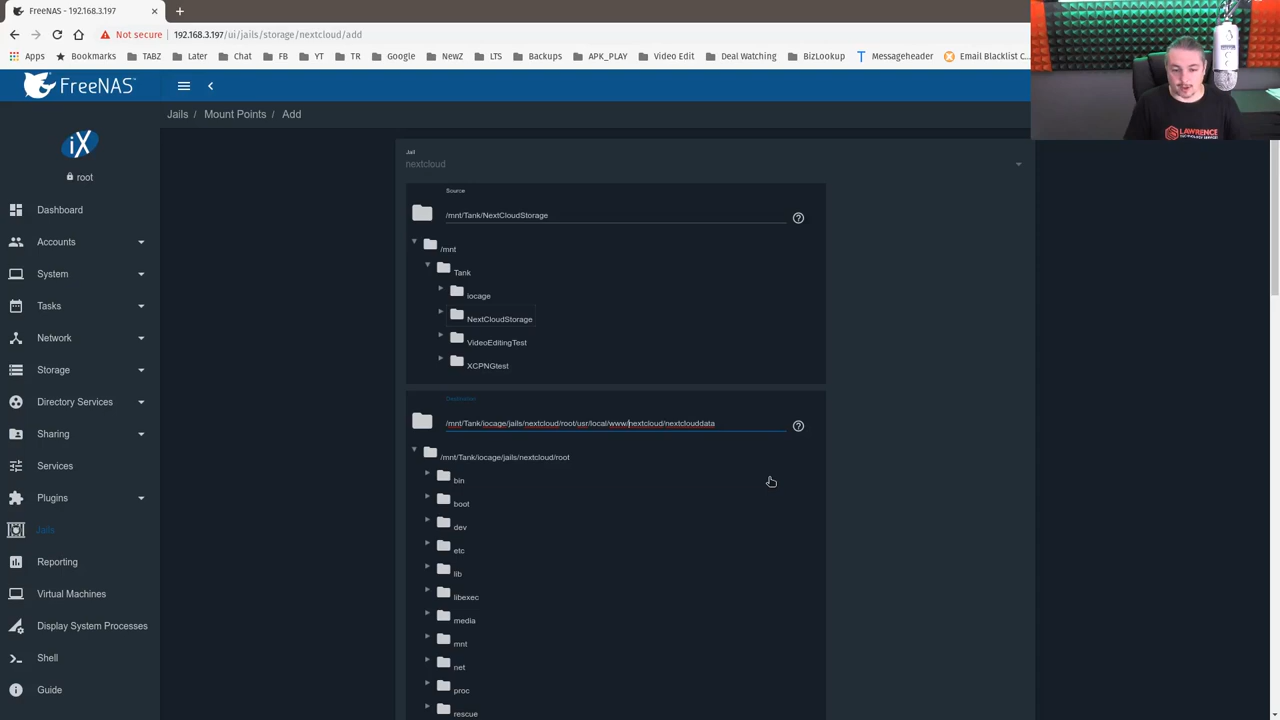 FreeNAS - 192.168.3.197
Not secure
192.168.3.197/ui/jails/storage/nextcloud/add
Apps
Bookmarks
TABZ
Later
Chat
FB
YT
TR
Google
NewZ
LTS
Backups
APK_PLAY
Video Edit
Deal Watching
BizLookup
Messageheader
Email Blacklist C...
FreeNAS
Jails / Mount Points / Add
iX
root
Dashboard
Accounts
System
Tasks
Network
Storage
Directory Services
Sharing
Services
Plugins
Jails
Reporting
Virtual Machines
Display System Processes
Shell
Guide
Jail
nextcloud
Source
/mnt/Tank/NextCloudStorage
/mnt
Tank
iocage
NextCloudStorage
VideoEditingTest
XCPNGtest
Destination
/mnt/Tank/iocage/jails/nextcloud/root/usr/local/www/nextcloud/nextclouddata
/mnt/Tank/iocage/jails/nextcloud/root
bin
boot
dev
etc
lib
libexec
media
mnt
net
proc
rescue
LAWRENCE